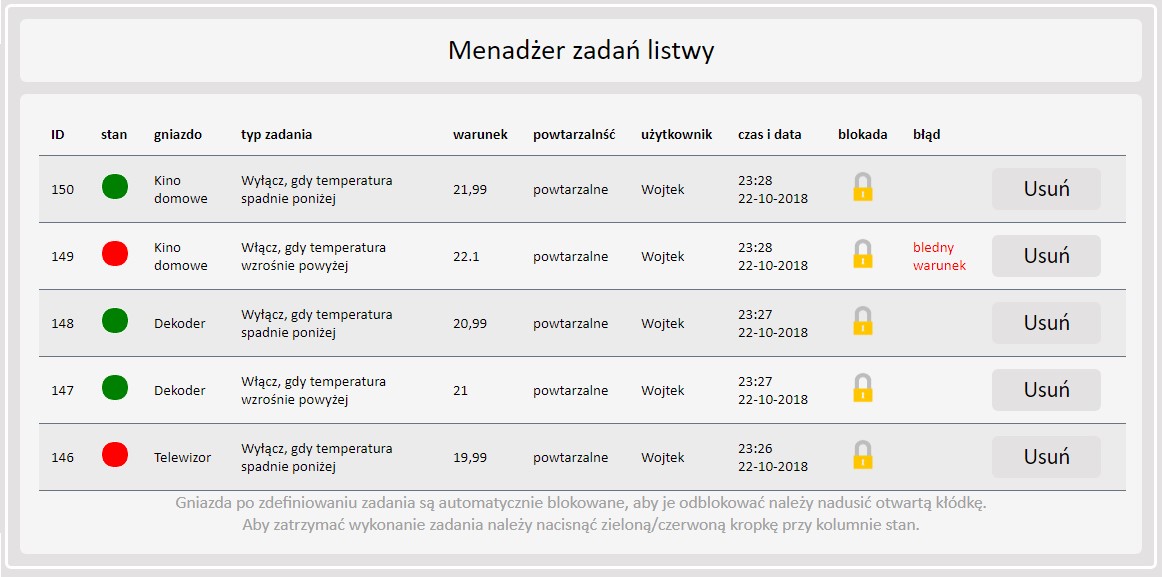 Menadżer zadań listwy
ID stan gniazdo typ zadania warunek powtarzalnść użytkownik czas i data blokada błąd
150 Kino domowe Wyłącz, gdy temperatura spadnie poniżej 21,99 powtarzalne Wojtek 23:28 22-10-2018 Usuń
149 Kino domowe Włącz, gdy temperatura wzrośnie powyżej 22.1 powtarzalne Wojtek 23:28 22-10-2018 bledny warunek Usuń
148 Dekoder Wyłącz, gdy temperatura spadnie poniżej 20,99 powtarzalne Wojtek 23:27 22-10-2018 Usuń
147 Dekoder Włącz, gdy temperatura wzrośnie powyżej 21 powtarzalne Wojtek 23:27 22-10-2018 Usuń
146 Telewizor Wyłącz, gdy temperatura spadnie poniżej 19,99 powtarzalne Wojtek 23:26 22-10-2018 Usuń
Gniazda po zdefiniowaniu zadania są automatycznie blokowane, aby je odblokować należy nadusić otwartą kłódkę.
Aby zatrzymać wykonanie zadania należy nacisnąć zieloną/czerwoną kropkę przy kolumnie stan.